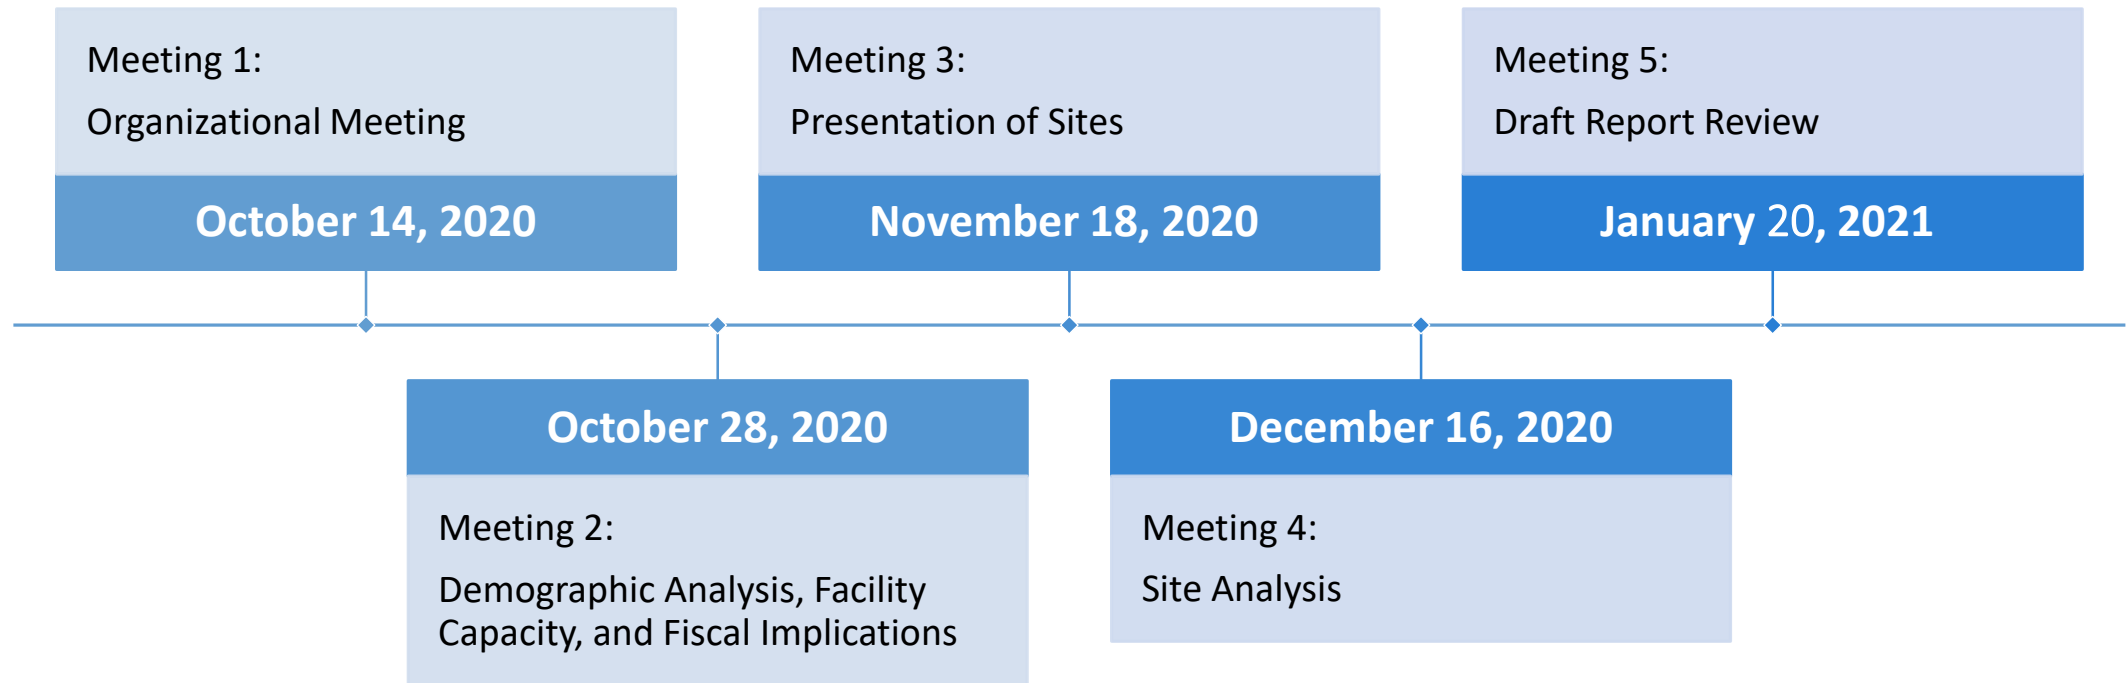 Meeting 1:
Organizational Meeting
October 14, 2020
October 28, 2020
Meeting 2:
Demographic Analysis, Facility
Capacity, and Fiscal Implications
Meeting 3:
Presentation of Sites
November 18, 2020
December 16, 2020
Meeting 4:
Site Analysis
Meeting 5:
Draft Report Review
January 20, 2021